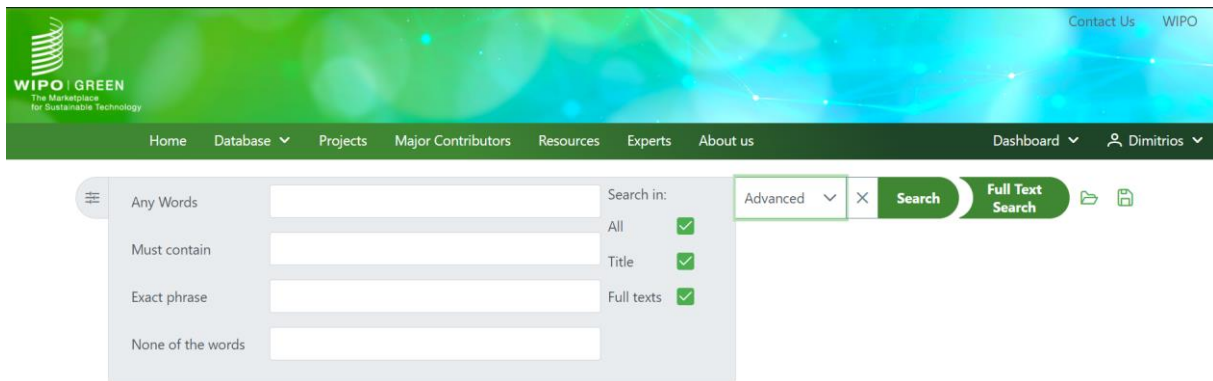 Contact Us WIPO
WIPO | GREEN
The Marketplace
for Sustainable Technology
Home Database Projects Major Contributors Resources Experts About us Dashboard Dimitrios
Any Words
Must contain
Exact phrase
None of the words
Search in:
All
Title
Full texts
Advanced
Search
Full Text
Search